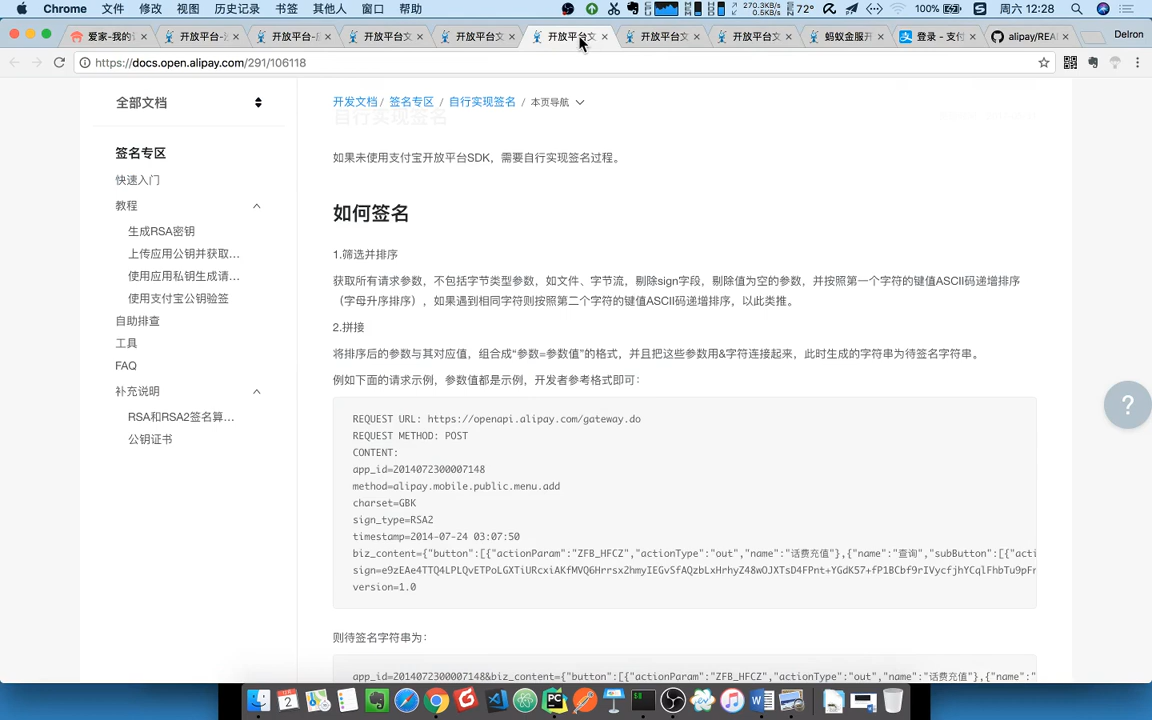 Chrome 文件 修改 视图 历史记录 书签 其他人 窗口 帮助 270.3KB/s 0.5KB/s 72° 100% 周六 12:28
爱家-我的 开放平台 开放平台 开放平台文 开放平台文 开放平台文 开放平台文 开放平台文 蚂蚁金服开 登录 - 支付 alipay/REA Delron
https://docs.open.alipay.com/291/106118
全部文档
开发文档 / 签名专区 / 自行实现签名 / 本页导航
自行实现签名
签名专区
快速入门
教程
生成RSA密钥
上传应用公钥并获取...
使用应用私钥生成请...
使用支付宝公钥验签
自助排查
工具
FAQ
补充说明
RSA和RSA2签名算...
公钥证书
如果未使用支付宝开放平台SDK，需要自行实现签名过程。
如何签名
1.筛选并排序
获取所有请求参数，不包括字节类型参数，如文件、字节流，剔除sign字段，剔除值为空的参数，并按照第一个字符的键值ASCII码递增排序
（字母升序排序），如果遇到相同字符则按照第二个字符的键值ASCII码递增排序，以此类推。
2.拼接
将排序后的参数与其对应值，组合成“参数=参数值”的格式，并且把这些参数用&字符连接起来，此时生成的字符串为待签名字符串。
例如下面的请求示例，参数值都是示例，开发者参考格式即可：
REQUEST URL: https://openapi.alipay.com/gateway.do
REQUEST METHOD: POST
CONTENT:
app_id=2014072300007148
method=alipay.mobile.public.menu.add
charset=GBK
sign_type=RSA2
timestamp=2014-07-24 03:07:50
biz_content={"button":[{"actionParam":"ZFB_HFCZ","actionType":"out","name":"话费充值"},{"name":"查询","subButton":[{"acti
sign=e9zEAe4TTQ4LPLQvETPoLGXTiURcxiAKfMVQ6Hrrsx2hmyIEGvSfAQzbLxHrhyZ48wOJXTsD4FPnt+YGdK57+fP1BCbf9rIVycfjhYCqlFhbTu9pFn
version=1.0
则待签名字符串为：
app_id=2014072300007148&biz_content={"button":[{"actionParam":"ZFB_HFCZ","actionType":"out","name":"话费充值"},{"name":"